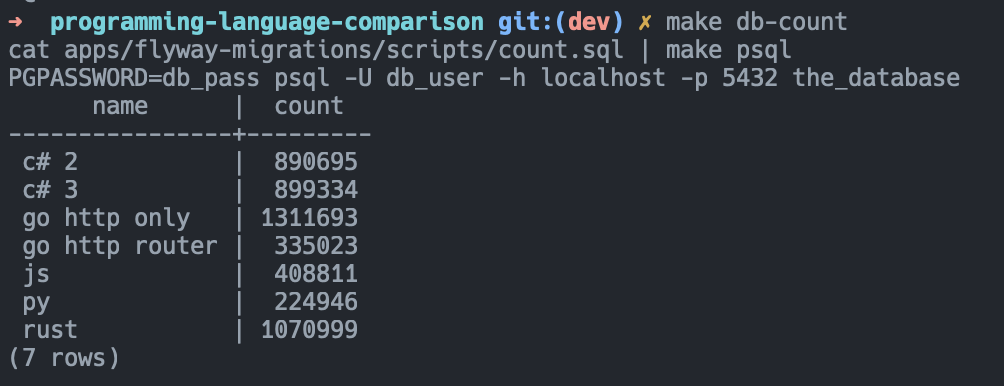 ➜  programming-language-comparison git:(dev) ✗ make db-count
cat apps/flyway-migrations/scripts/count.sql | make psql
PGPASSWORD=db_pass psql -U db_user -h localhost -p 5432 the_database
      name      |  count
----------------+---------
 c# 2           |  890695
 c# 3           |  899334
 go http only   | 1311693
 go http router |  335023
 js             |  408811
 py             |  224946
 rust           | 1070999
(7 rows)